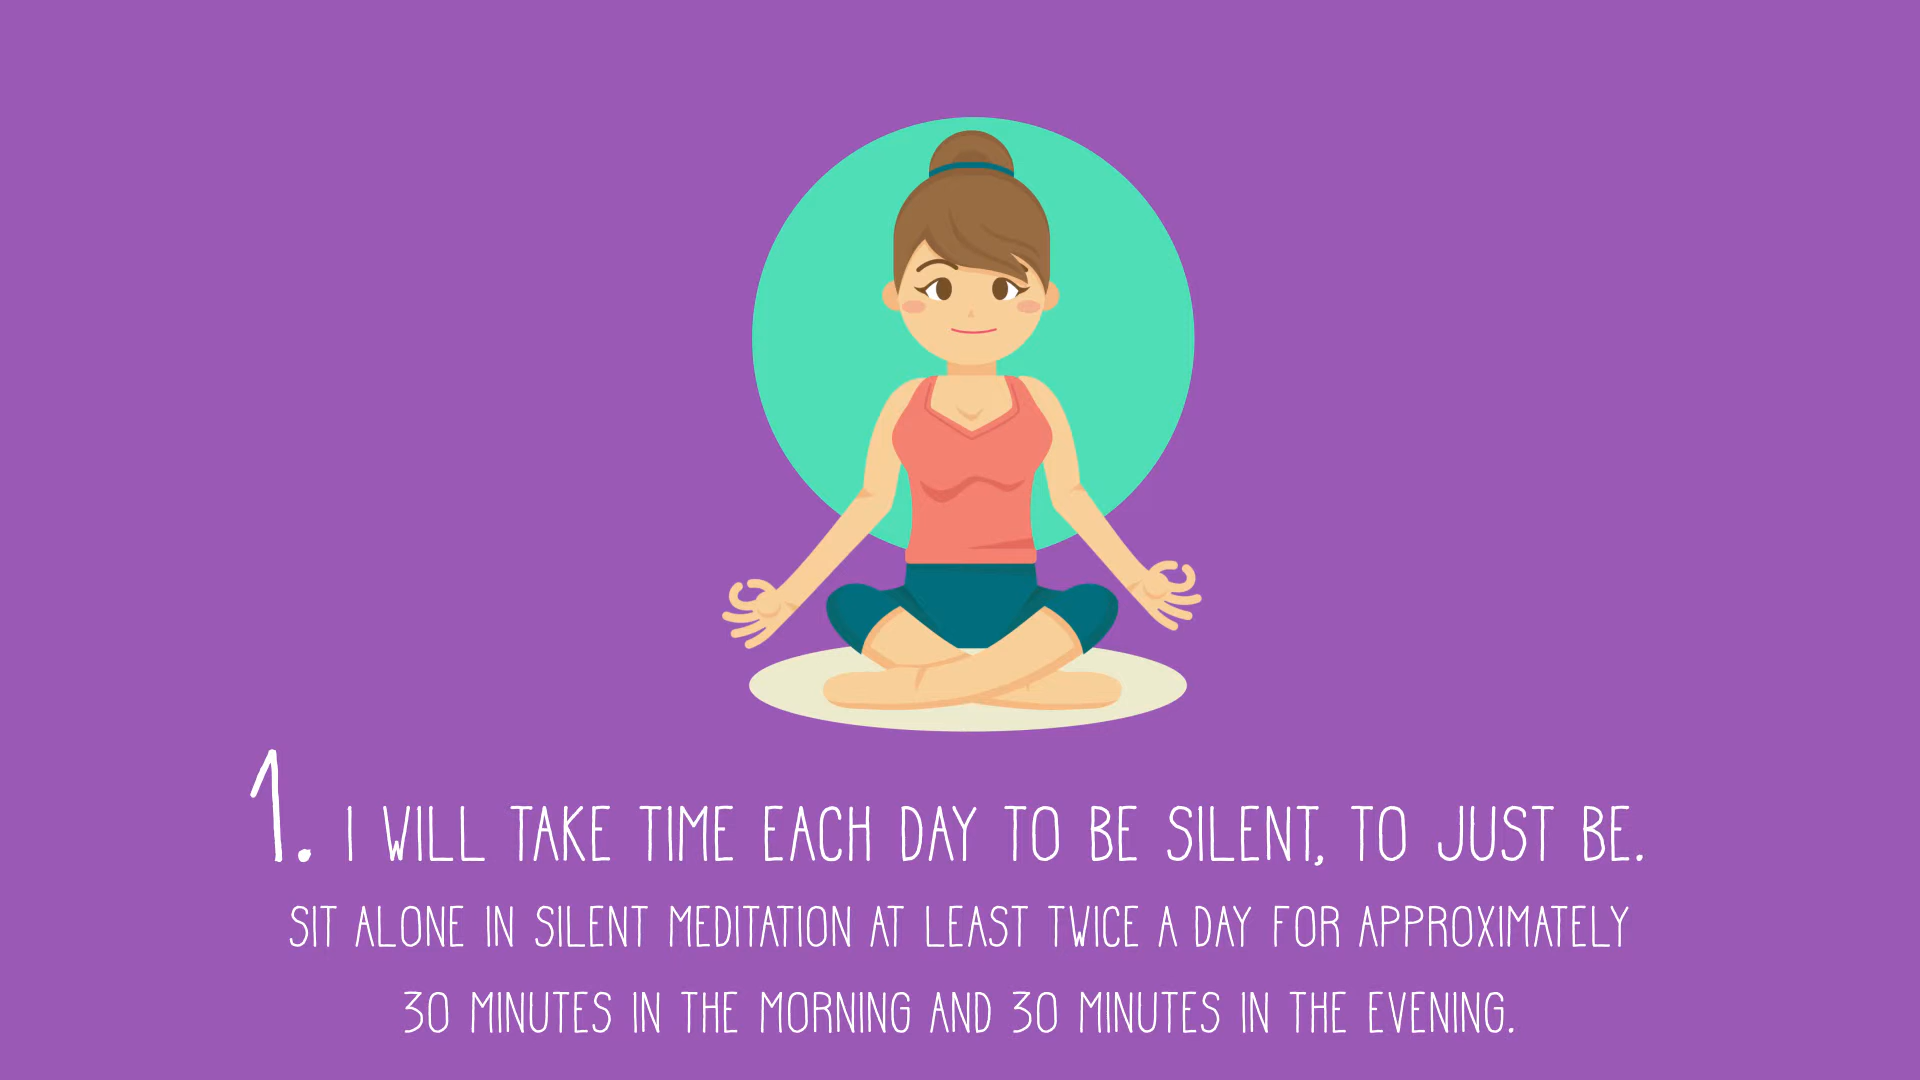 1. I WILL TAKE TIME EACH DAY TO BE SILENT, TO JUST BE.
SIT ALONE IN SILENT MEDITATION AT LEAST TWICE A DAY FOR APPROXIMATELY
30 MINUTES IN THE MORNING AND 30 MINUTES IN THE EVENING.